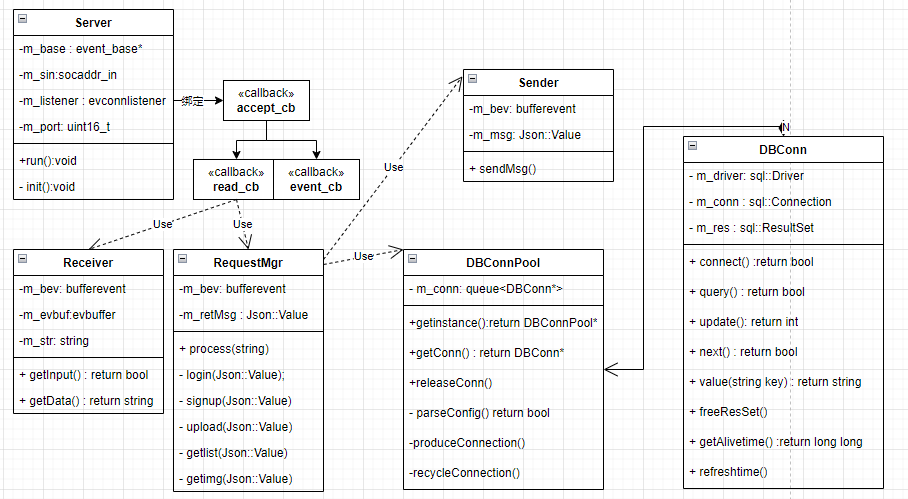 Server
-m_base : event_base*
-m_sin:socaddr_in
-m_listener : evconnlistener
-m_port: uint16_t
+run():void
- init():void
绑定
«callback»
accept_cb
«callback»
read_cb
«callback»
event_cb
Use
Use
Use
Use
Sender
-m_bev: bufferevent
-m_msg: Json::Value
+ sendMsg()
N
DBConn
- m_driver: sql::Driver
- m_conn : sql::Connection
- m_res : sql::ResultSet
+ connect() :return bool
+ query() : return bool
+ update(): return int
+ next() : return bool
+ value(string key) : return string
+ freeResSet()
+ getAlivetime() :return long long
+ refreshtime()
Receiver
-m_bev: bufferevent
-m_evbuf:evbuffer
-m_str: string
+ getInput() : return bool
+ getData() : return string
RequestMgr
-m_bev: bufferevent
-m_retMsg : Json::Value
+ process(string)
- login(Json::Value);
- signup(Json::Value)
- upload(Json::Value)
- getlist(Json::Value)
- getimg(Json::Value)
DBConnPool
- m_conn: queue<DBConn*>
+getinstance():return DBConnPool*
+getConn() : return DBConn*
+releaseConn()
- parseConfig() return bool
-produceConnection()
-recycleConnection()